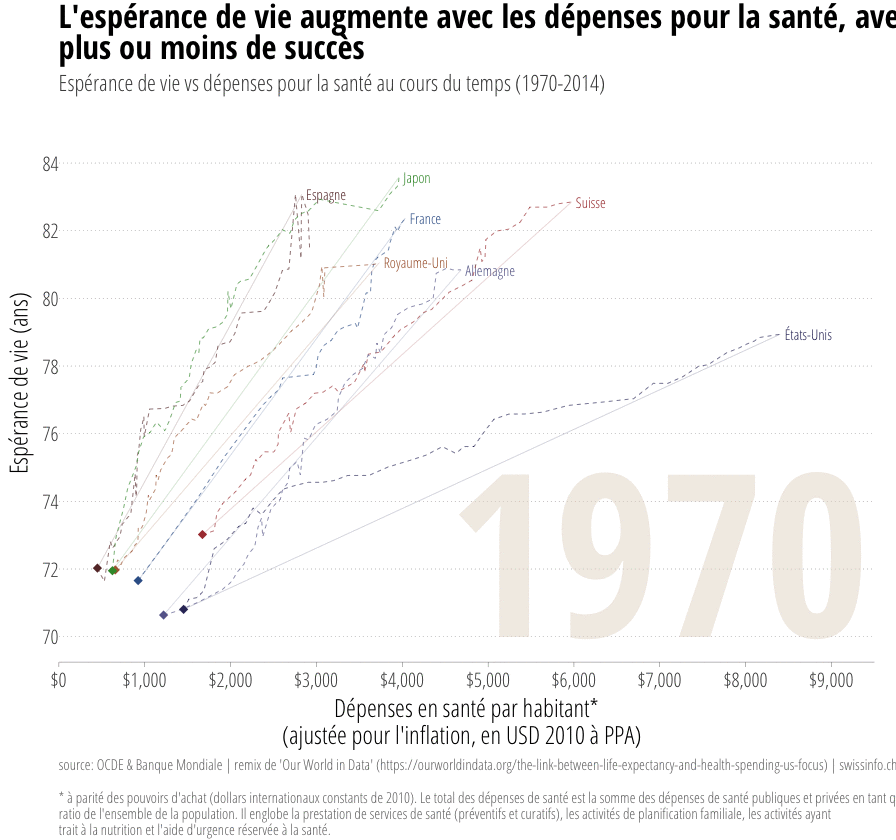 L'espérance de vie augmente avec les dépenses pour la santé, ave
plus ou moins de succès
Espérance de vie vs dépenses pour la santé au cours du temps (1970-2014)
84
Japon
Espagne
Suisse
France
82
Royaume-Uni
Allemagne
80
États-Unis
78
76
74
72
70
Espérance de vie (ans)
1970
$0 $1,000 $2,000 $3,000 $4,000 $5,000 $6,000 $7,000 $8,000 $9,000
Dépenses en santé par habitant*
(ajustée pour l'inflation, en USD 2010 à PPA)
source: OCDE & Banque Mondiale | remix de 'Our World in Data' (https://ourworldindata.org/the-link-between-life-expectancy-and-health-spending-us-focus) | swissinfo.ch
* à parité des pouvoirs d'achat (dollars internationaux constants de 2010). Le total des dépenses de santé est la somme des dépenses de santé publiques et privées en tant q
ratio de l'ensemble de la population. Il englobe la prestation de services de santé (préventifs et curatifs), les activités de planification familiale, les activités ayant
trait à la nutrition et l'aide d'urgence réservée à la santé.